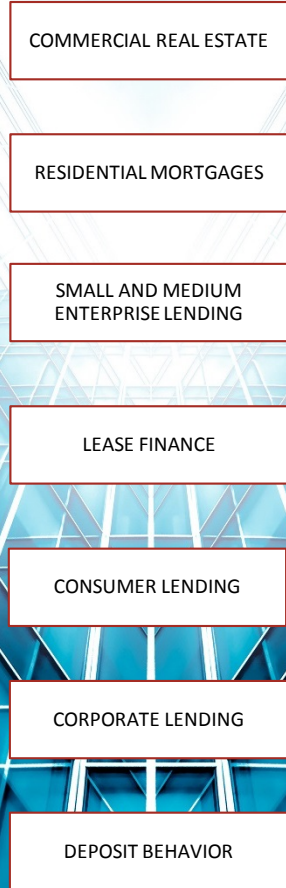 COMMERCIAL REAL ESTATE
RESIDENTIAL MORTGAGES
SMALL AND MEDIUM
ENTERPRISE LENDING
LEASE FINANCE
CONSUMER LENDING
CORPORATE LENDING
DEPOSIT BEHAVIOR